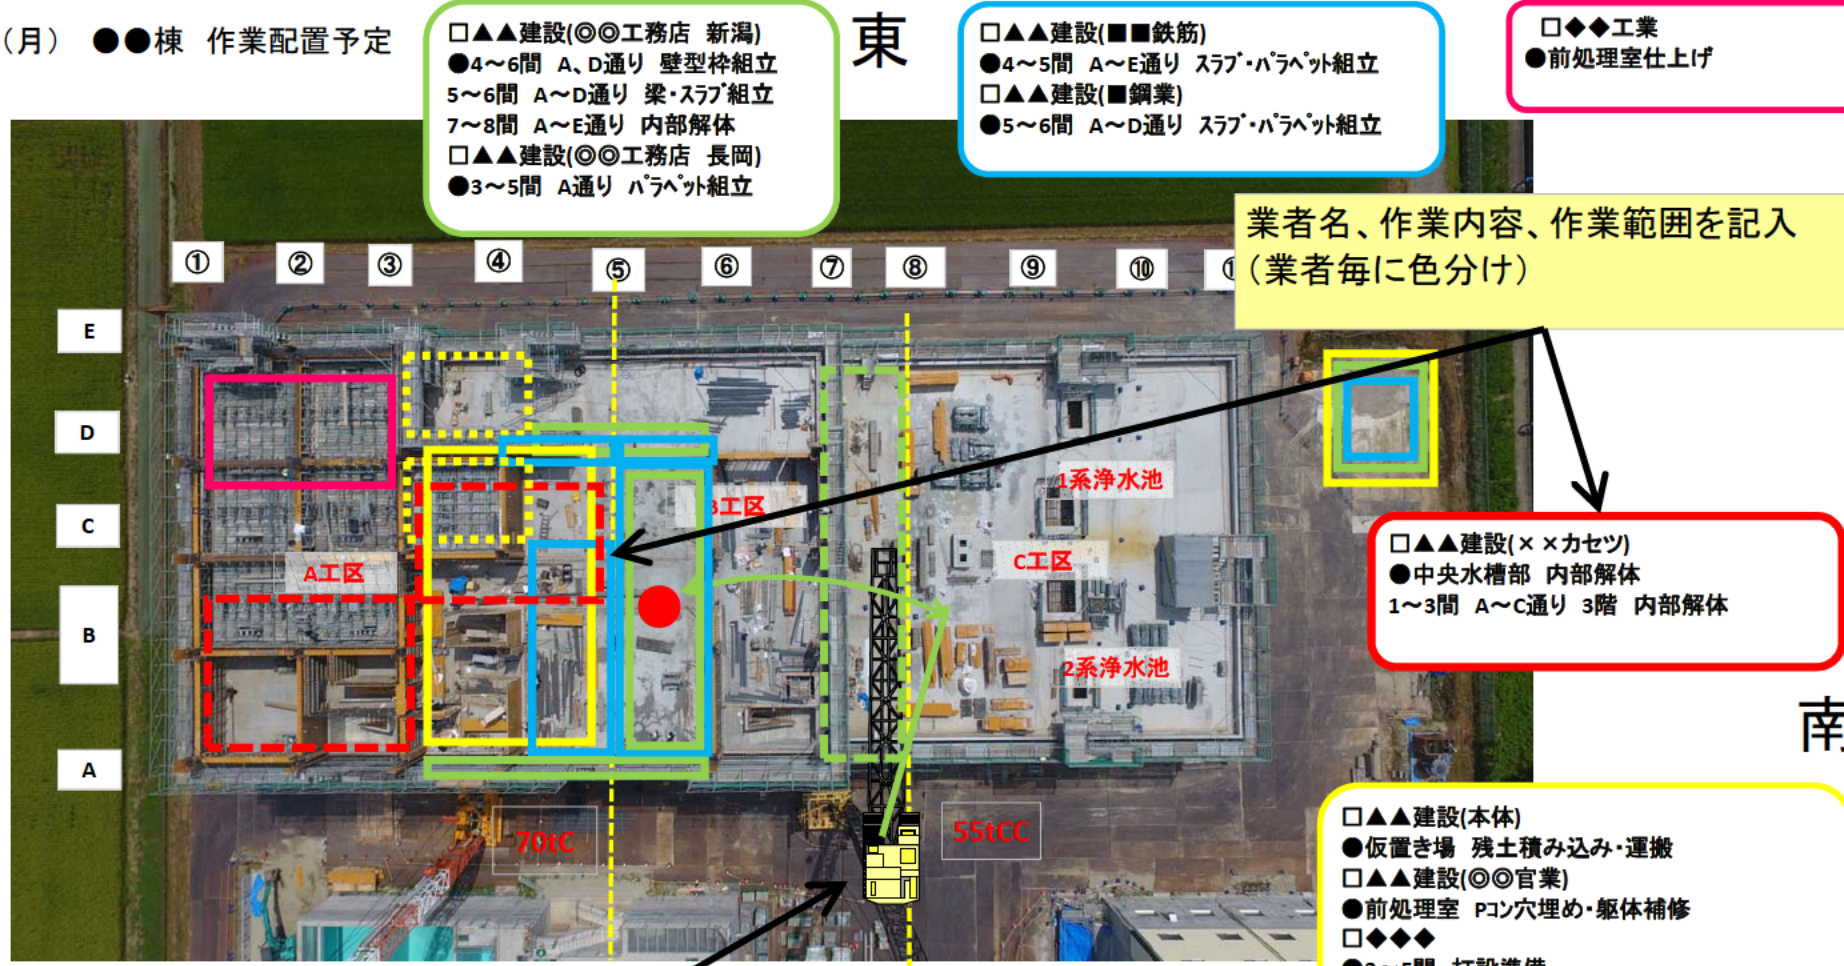 （月） ●●棟 作業配置予定
□▲▲建設(◎◎工務店 新潟)
●4～6間 A、D通り 壁型枠組立
5～6間 A～D通り 梁・ｽﾗﾌﾞ組立
7～8間 A～E通り 内部解体
□▲▲建設(◎◎工務店 長岡)
●3～5間 A通り ﾊﾟﾗﾍﾟｯﾄ組立
東
□▲▲建設(■■鉄筋)
●4～5間 A～E通り ｽﾗﾌﾞ・ﾊﾟﾗﾍﾟｯﾄ組立
□▲▲建設(■鋼業)
●5～6間 A～D通り ｽﾗﾌﾞ・ﾊﾟﾗﾍﾟｯﾄ組立
□◆◆工業
●前処理室仕上げ
業者名、作業内容、作業範囲を記入
（業者毎に色分け）
① ② ③ ④ ⑤ ⑥ ⑦ ⑧ ⑨ ⑩
E
D
C
B
A
A工区
工区
C工区
1系浄水池
2系浄水池
□▲▲建設(××カセツ)
●中央水槽部 内部解体
1～3間 A～C通り 3階 内部解体
南
70tC
55tCC
□▲▲建設(本体)
●仮置き場 残土積み込み・運搬
□▲▲建設(◎◎官業)
●前処理室 Pｺﾝ穴埋め・躯体補修
□◆◆◆